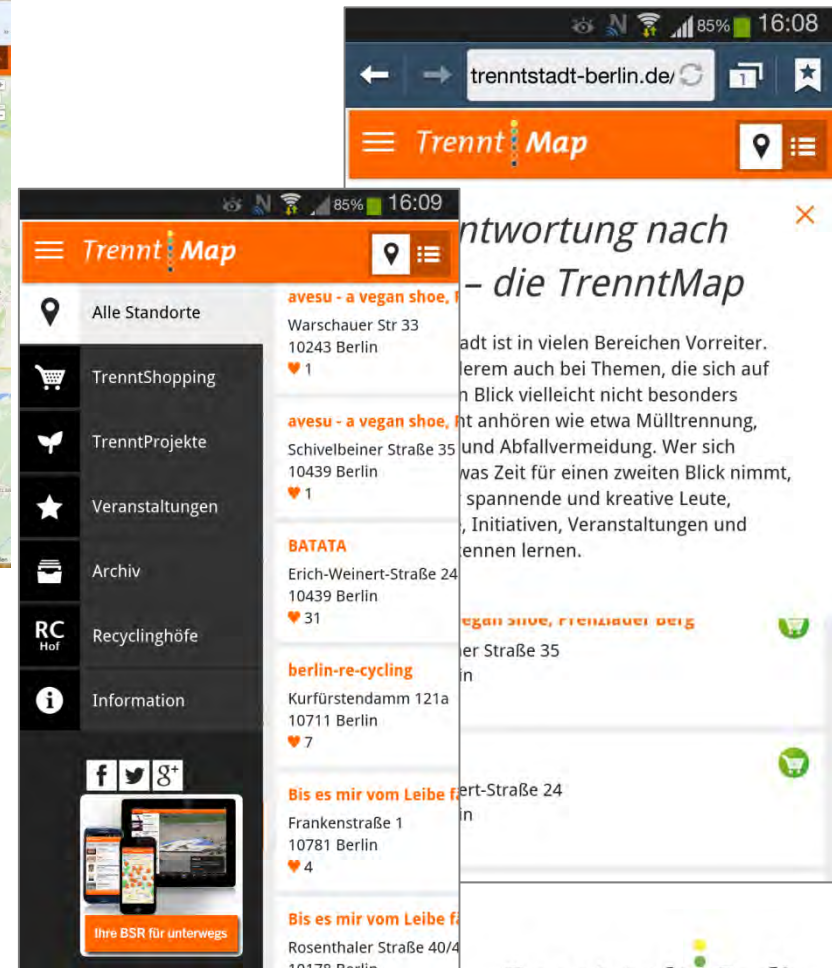 85% 16:08
trenntstadt-berlin.de/
1
Trennt Map
ntwortung nach
– die TrenntMap
adt ist in vielen Bereichen Vorreiter.
lerem auch bei Themen, die sich auf
n Blick vielleicht nicht besonders
nt anhören wie etwa Mülltrennung,
und Abfallvermeidung. Wer sich
was Zeit für einen zweiten Blick nimmt,
spannende und kreative Leute,
, Initiativen, Veranstaltungen und
ennen lernen.
egan shoe, Prenzlauer Berg
er Straße 35
in
ert-Straße 24
in
85% 16:09
Trennt Map
Alle Standorte
TrenntShopping
TrenntProjekte
Veranstaltungen
Archiv
RC Hof Recyclinghöfe
Information
f g+
Ihre BSR für unterwegs
avesu - a vegan shoe,
Warschauer Str 33
10243 Berlin
1
avesu - a vegan shoe,
Schivelbeiner Straße 35
10439 Berlin
1
BATATA
Erich-Weinert-Straße 24
10439 Berlin
31
berlin-re-cycling
Kurfürstendamm 121a
10711 Berlin
7
Bis es mir vom Leibe fä
Frankenstraße 1
10781 Berlin
4
Bis es mir vom Leibe fä
Rosenthaler Straße 40/4
10178 Berlin